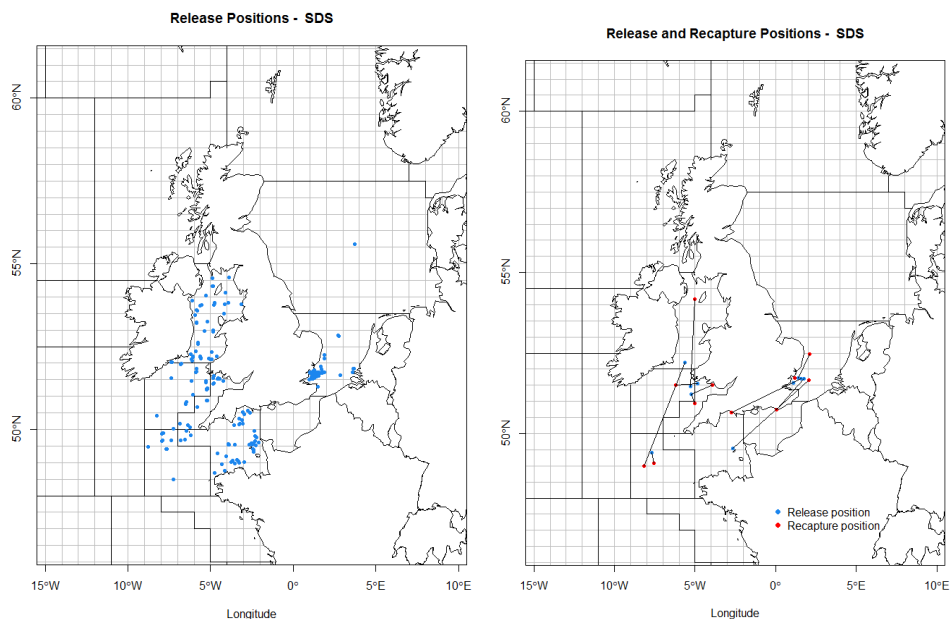 Release Positions - SDS
60°N
55°N
50°N
15°W 10°W 5°W 0° 5°E 10°E
Longitude
Release and Recapture Positions - SDS
60°N
55°N
50°N
Release position
Recapture position
15°W 10°W 5°W 0° 5°E 10°E
Longitude